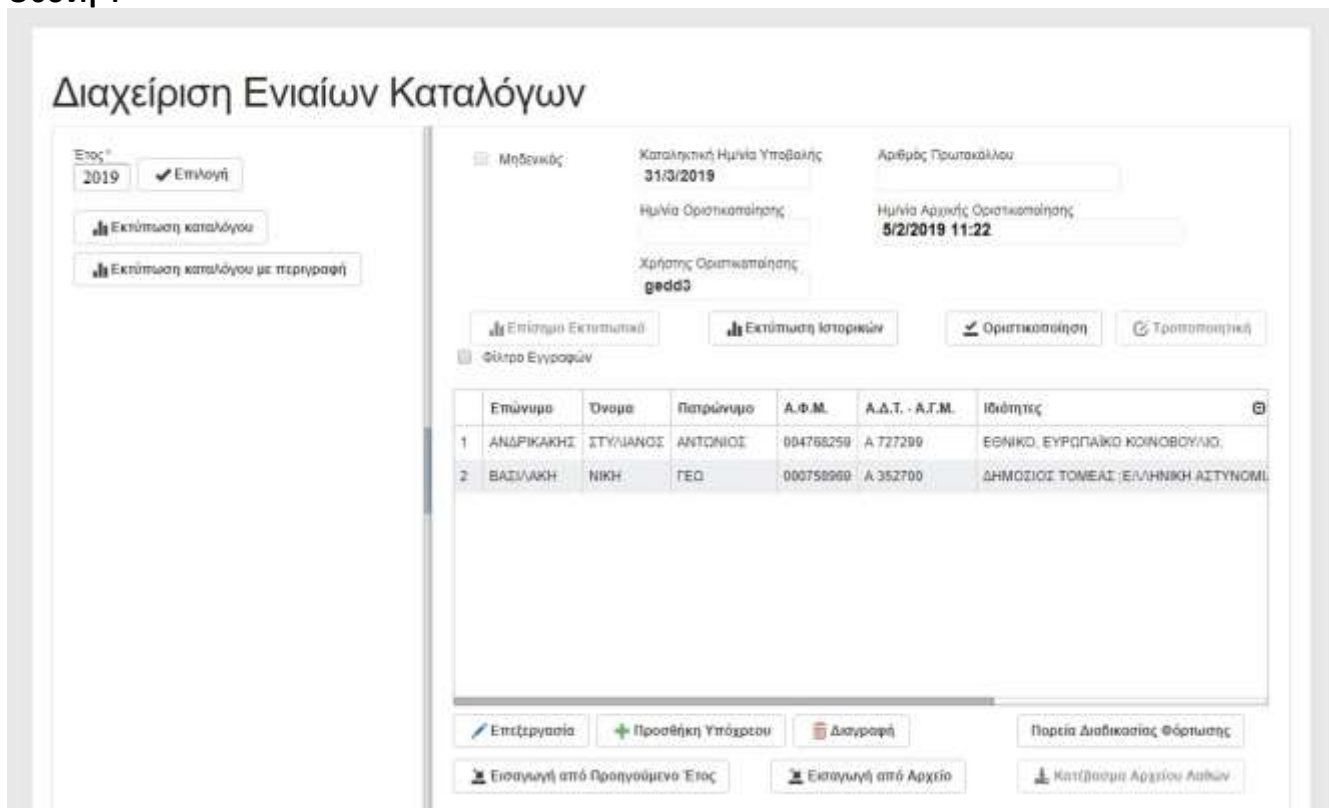 Διαχείριση Ενιαίων Καταλόγων
Έτος *
2019 Επιλογή
Εκτύπωση καταλόγου
Εκτύπωση καταλόγου με περιγραφή
Μηδενικός
Καταληκτική Ημ/νία Υποβολής
31/3/2019
Αριθμός Πρωτοκόλλου
Ημ/νία Οριστικοποίησης
Ημ/νία Αρχικής Οριστικοποίησης
5/2/2019 11:22
Χρήστης Οριστικοποίησης
gedd3
Επίσημο Εκτυπωτικό Εκτύπωση Ιστορικών Οριστικοποίηση Τροποποιητική
Φίλτρο Εγγραφών
Επώνυμο Όνομα Πατρώνυμο Α.Φ.Μ. Α.Δ.Τ. - Α.Γ.Μ. Ιδιότητες
1 ΑΝΔΡΙΚΑΚΗΣ ΣΤΥΛΙΑΝΟΣ ΑΝΤΩΝΙΟΣ 004768259 Α 727299 ΕΘΝΙΚΟ, ΕΥΡΩΠΑΪΚΟ ΚΟΙΝΟΒΟΥΛΙΟ,
2 ΒΑΣΙΛΑΚΗ ΝΙΚΗ ΓΕΩ 000758969 Α 352700 ΔΗΜΟΣΙΟΣ ΤΟΜΕΑΣ ;ΕΛΛΗΝΙΚΗ ΑΣΤΥΝΟΜΙ
Επεξεργασία Προσθήκη Υπόχρεου Διαγραφή Πορεία Διαδικασίας Φόρτωσης
Εισαγωγή από Προηγούμενο Έτος Εισαγωγή από Αρχείο Κατέβασμα Αρχείου Λαθών